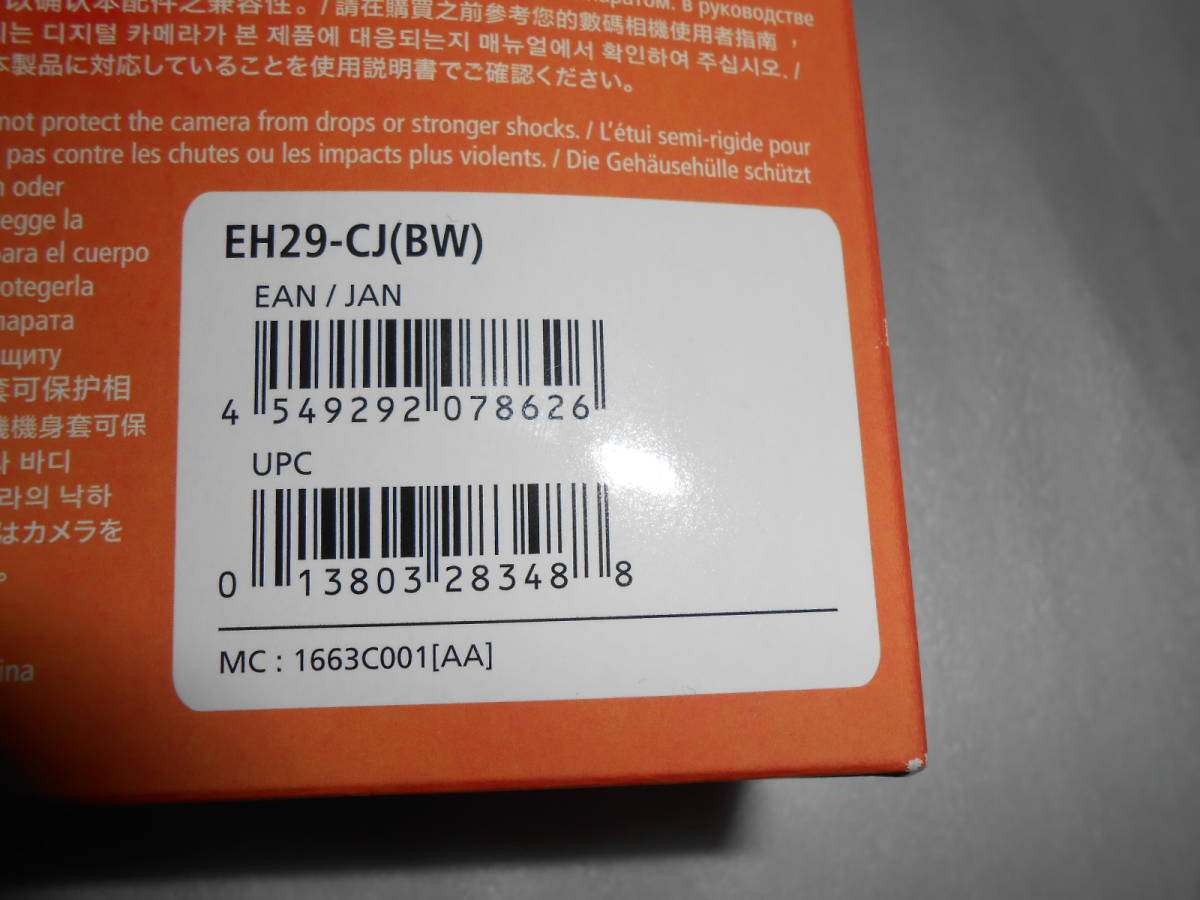 以确认本配件之兼容性。/請在購買之前參考您的數碼相機使用者指南，
в руководстве
디지털 카메라가 본 제품에 대응되는지 매뉴얼에서 확인하여 주십시오. /
本製品に対応していることを使用説明書でご確認ください。
not protect the camera from drops or stronger shocks. / L'étui semi-rigide pour
pas contre les chutes ou les impacts plus violents. / Die Gehäusehülle schützt
oder
la
para el cuerpo
EH29-CJ(BW)
EAN / JAN
4 549292 078626
UPC
0 13803 28348 8
MC : 1663C001[AA]
套可保护相
機機身套可保
바디
라의 낙하
はカメラを